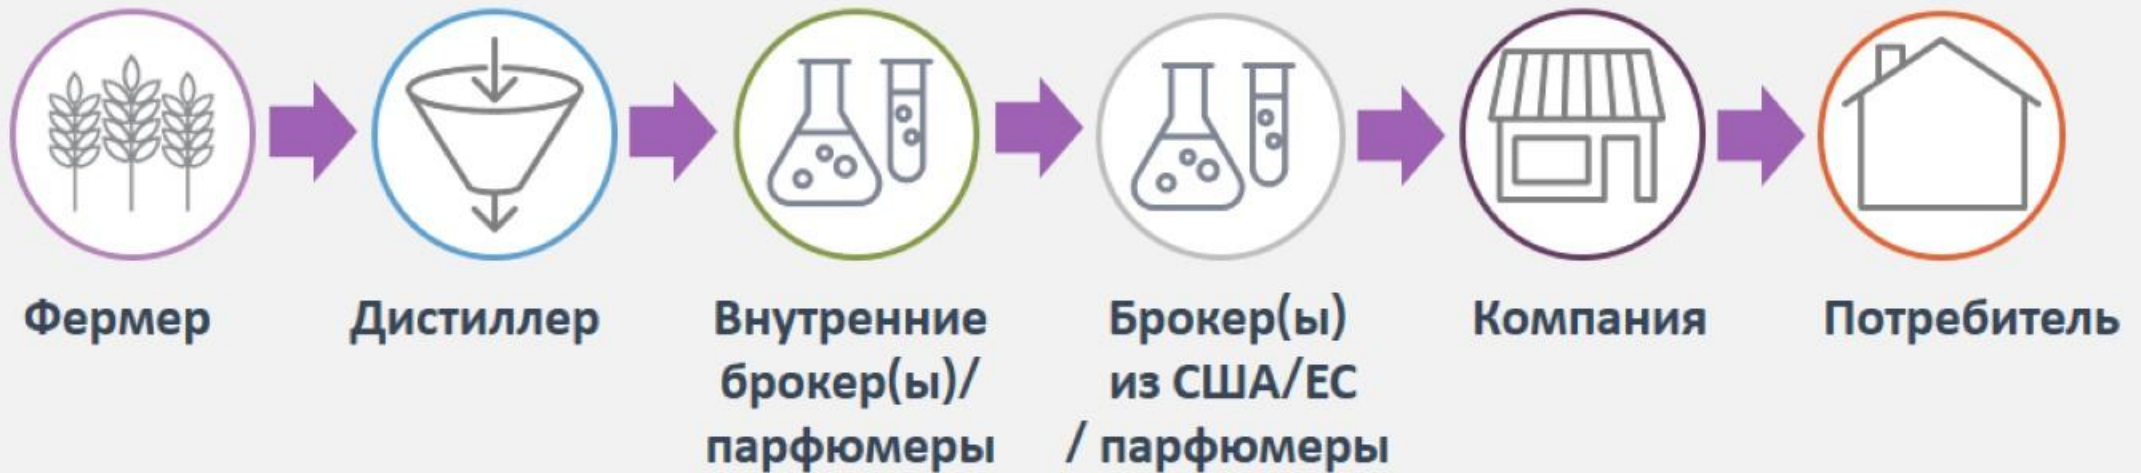 Фермер
Дистиллер
Внутренние
брокер(ы)/
парфюмеры
Брокер(ы)
из США/ЕС
/ парфюмеры
Компания
Потребитель